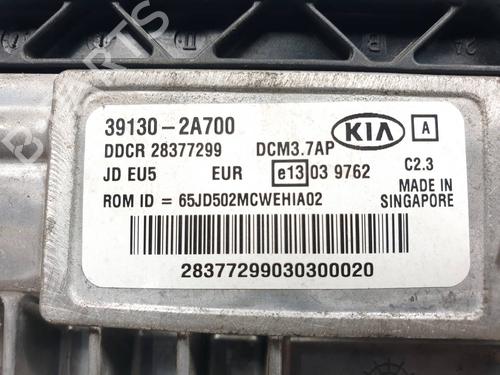 39130-2A700
KIA A
DDCR 28377299 DCM3.7AP
JD EU5 EUR e13 03 9762 C2.3
ROM ID = 65JD502MCWEHIA02
MADE IN
SINGAPORE
28377299030300020